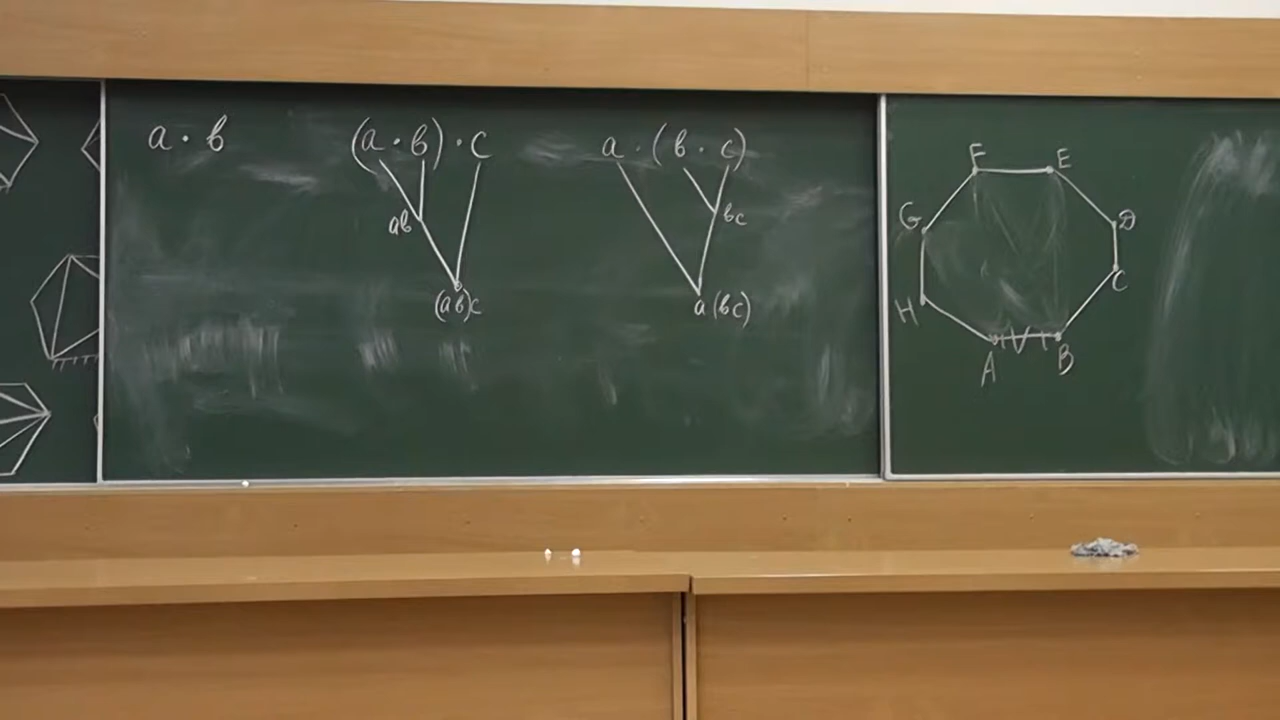 a · b
(a · b) · c
ab
(ab)c
a · (b · c)
bc
a(bc)
F E
G D
H C
A B